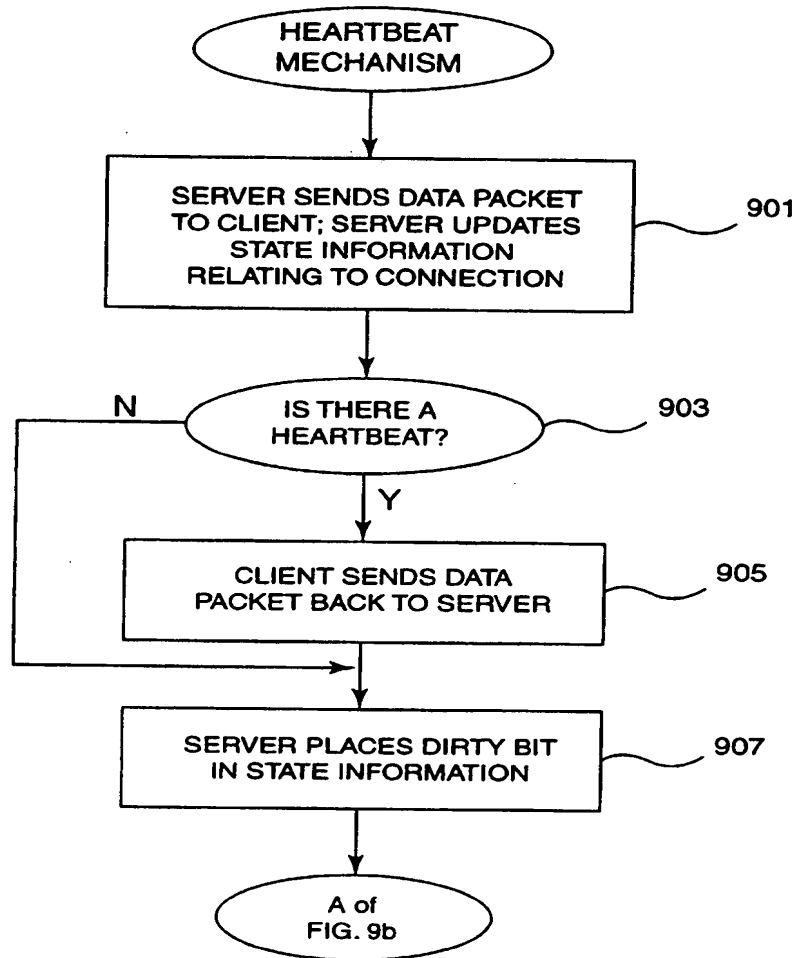 HEARTBEAT
MECHANISM
SERVER SENDS DATA PACKET
TO CLIENT; SERVER UPDATES
STATE INFORMATION
RELATING TO CONNECTION
901
IS THERE A
HEARTBEAT?
903
N
Y
CLIENT SENDS DATA
PACKET BACK TO SERVER
905
SERVER PLACES DIRTY BIT
IN STATE INFORMATION
907
A of
FIG. 9b